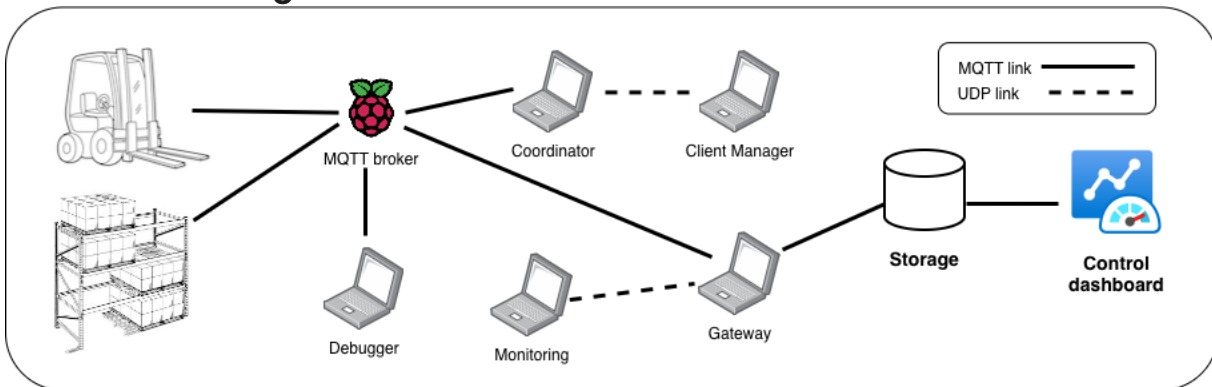 MQTT link
UDP link
MQTT broker
Coordinator
Client Manager
Storage
Control
dashboard
Debugger
Monitoring
Gateway